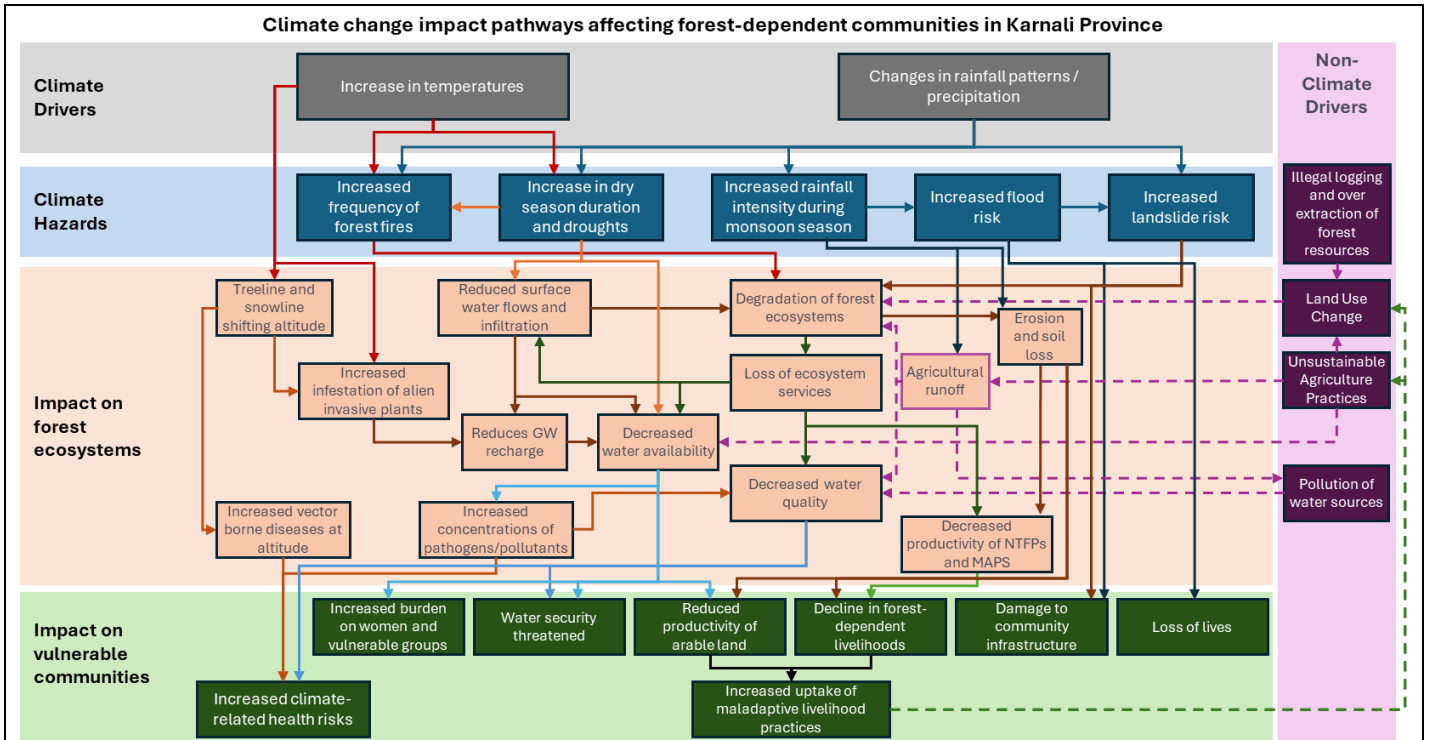 Climate change impact pathways affecting forest-dependent communities in Karnali Province
Climate
Drivers
Increase in temperatures
Changes in rainfall patterns /
precipitation
Non-
Climate
Drivers
Climate
Hazards
Increased
frequency of
forest fires
Increase in dry
season duration
and droughts
Increased rainfall
intensity during
monsoon season
Increased flood
risk
Increased
landslide risk
Illegal logging
and over
extraction of
forest
resources
Impact on
forest
ecosystems
Treeline and
snowline
shifting altitude
Reduced surface
water flows and
infiltration
Degradation of forest
ecosystems
Erosion
and soil
loss
Land Use
Change
Increased
infestation of alien
invasive plants
Loss of ecosystem
services
Agricultural
runoff
Unsustainable
Agriculture
Practices
Reduces GW
recharge
Decreased
water availability
Decreased water
quality
Pollution of
water sources
Increased vector
borne diseases at
altitude
Increased
concentrations of
pathogens/pollutants
Decreased
productivity of NTFPs
and MAPS
Impact on
vulnerable
communities
Increased burden
on women and
vulnerable groups
Water security
threatened
Reduced
productivity of
arable land
Decline in forest-
dependent
livelihoods
Damage to
community
infrastructure
Loss of lives
Increased climate-
related health risks
Increased uptake of
maladaptive livelihood
practices